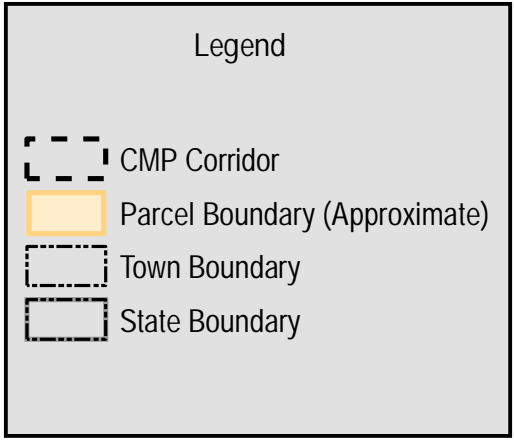 Legend
CMP Corridor
Parcel Boundary (Approximate)
Town Boundary
State Boundary